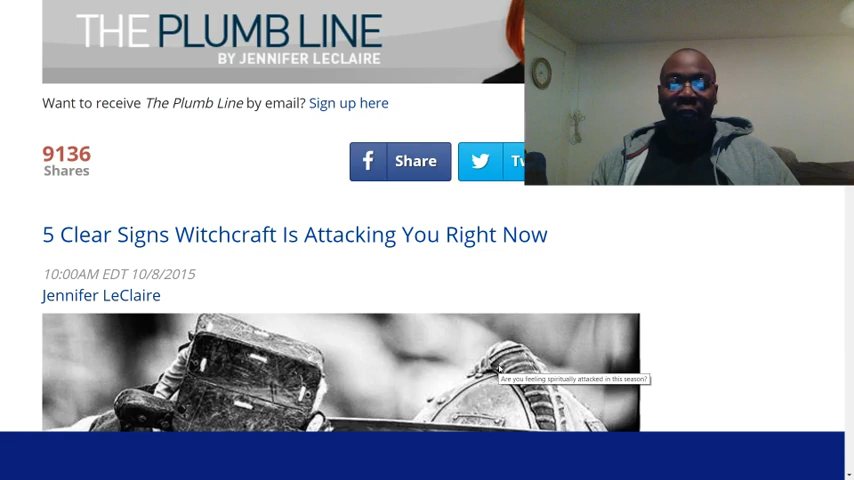 THE PLUMB LINE
BY JENNIFER LECLAIRE
Want to receive The Plumb Line by email? Sign up here
9136
Shares
f Share
Tw
5 Clear Signs Witchcraft Is Attacking You Right Now
10:00AM EDT 10/8/2015
Jennifer LeClaire
Are you feeling spiritually attacked in this season?